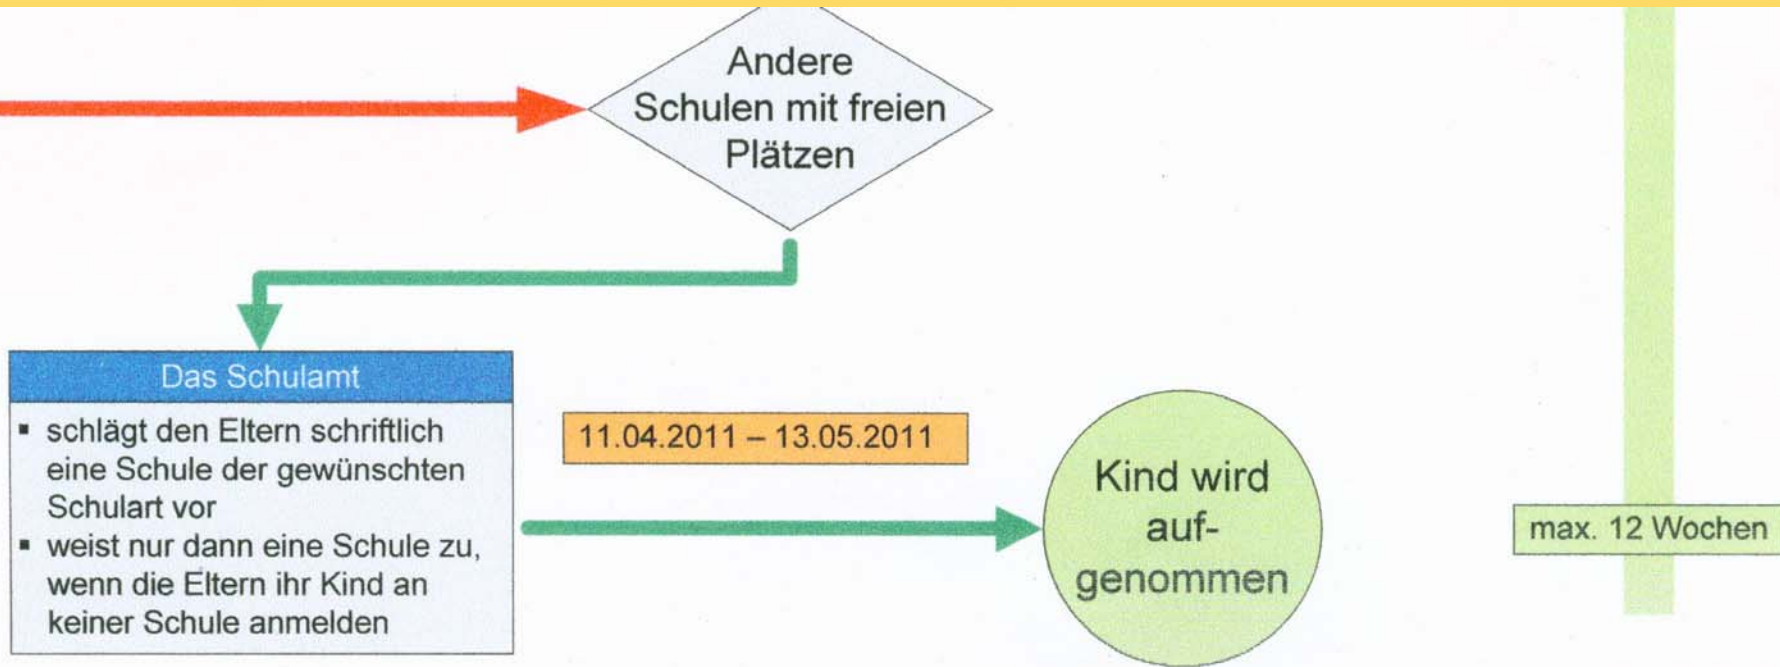 Andere
Schulen mit freien
Plätzen
Das Schulamt
▪ schlägt den Eltern schriftlich
eine Schule der gewünschten
Schulart vor
▪ weist nur dann eine Schule zu,
wenn die Eltern ihr Kind an
keiner Schule anmelden
11.04.2011 – 13.05.2011
Kind wird
auf-
genommen
max. 12 Wochen